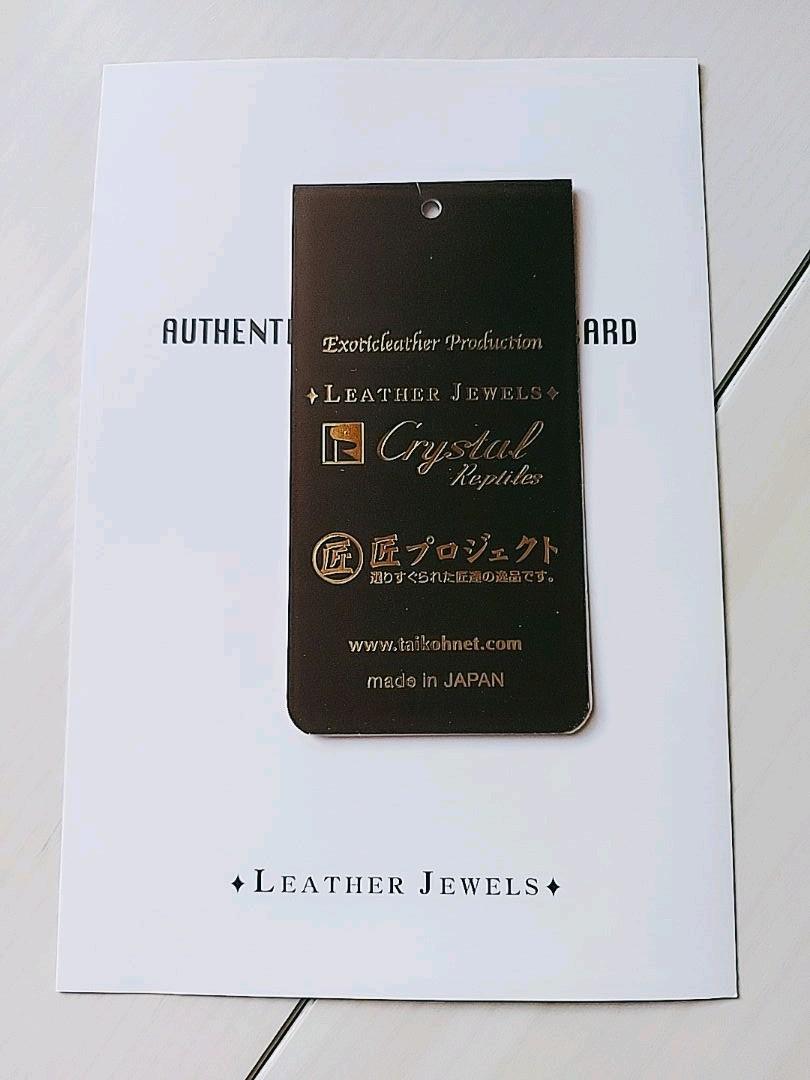 AUTHENTI ARD
Exoticleather Production
LEATHER JEWELS
Crystal
Reptiles
匠 匠プロジェクト
選りすぐられた匠達の逸品です。
www.taikohnet.com
made in JAPAN
LEATHER JEWELS